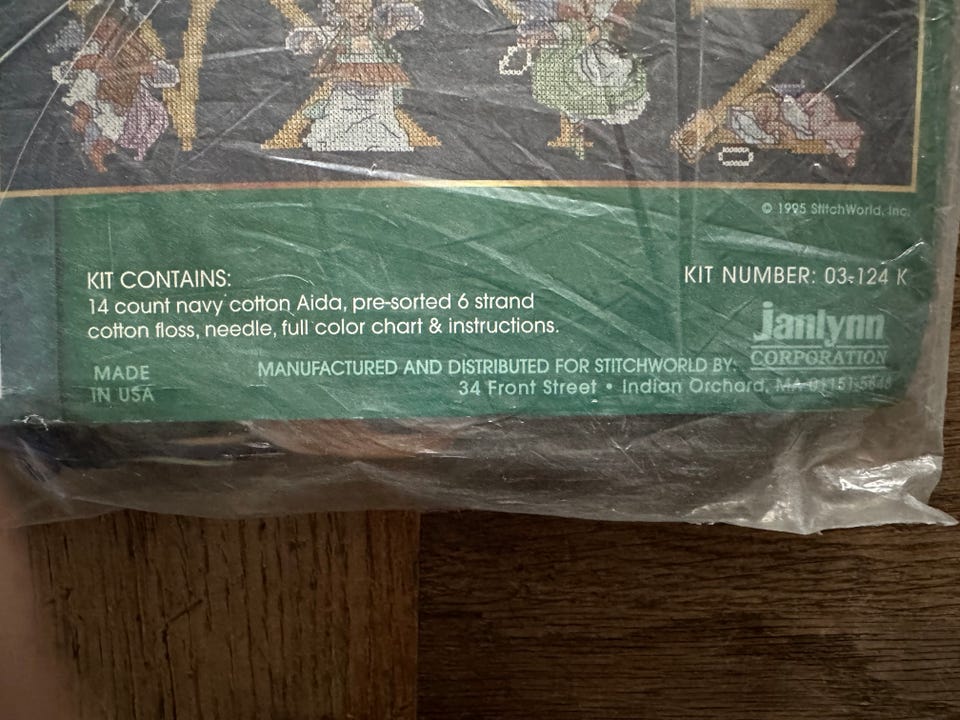 © 1995 StitchWorld, Inc.
KIT CONTAINS:
14 count navy cotton Aida, pre-sorted 6 strand
cotton floss, needle, full color chart & instructions.
KIT NUMBER: 03-124 K
janlynn
CORPORATION
MADE
IN USA
MANUFACTURED AND DISTRIBUTED FOR STITCHWORLD BY:
34 Front Street • Indian Orchard, MA 01151-5848